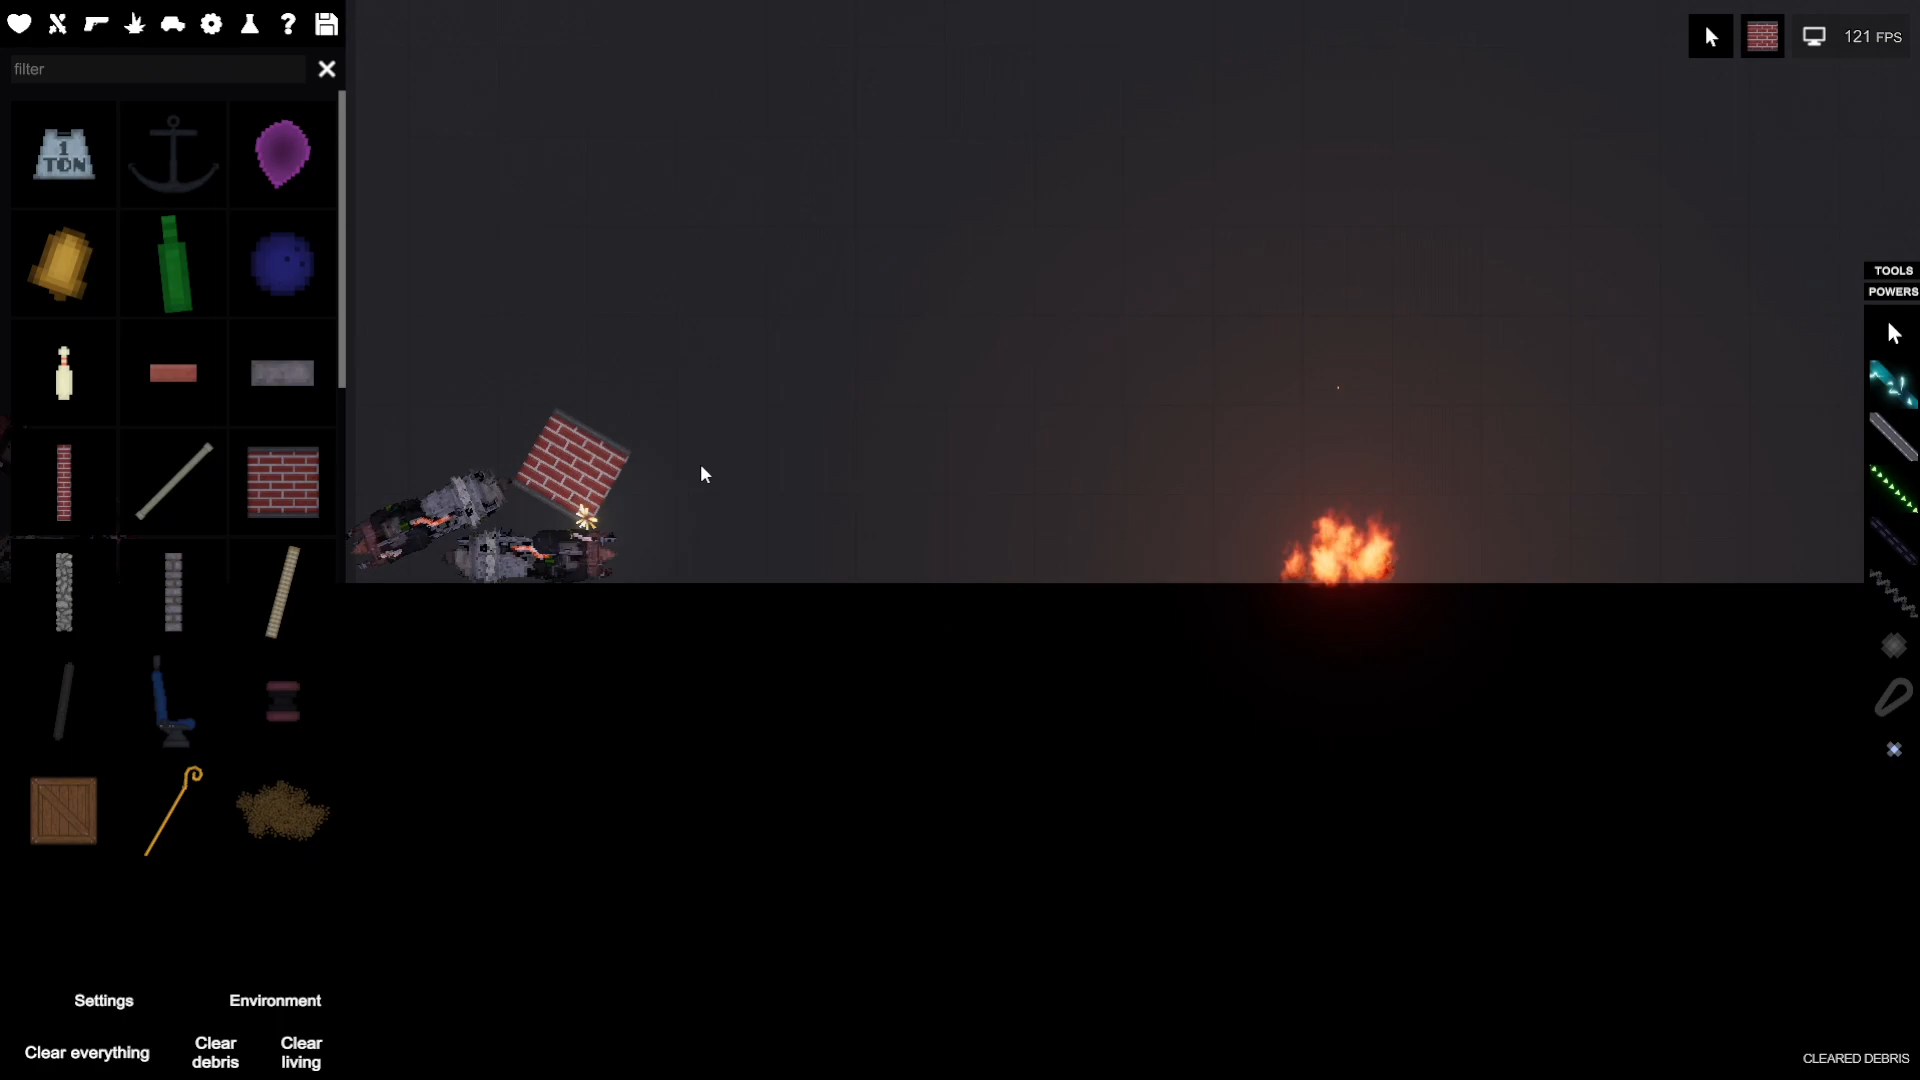 filter
121 FPS
1
TON
TOOLS
POWERS
Settings
Environment
Clear everything
Clear
debris
Clear
living
CLEARED DEBRIS